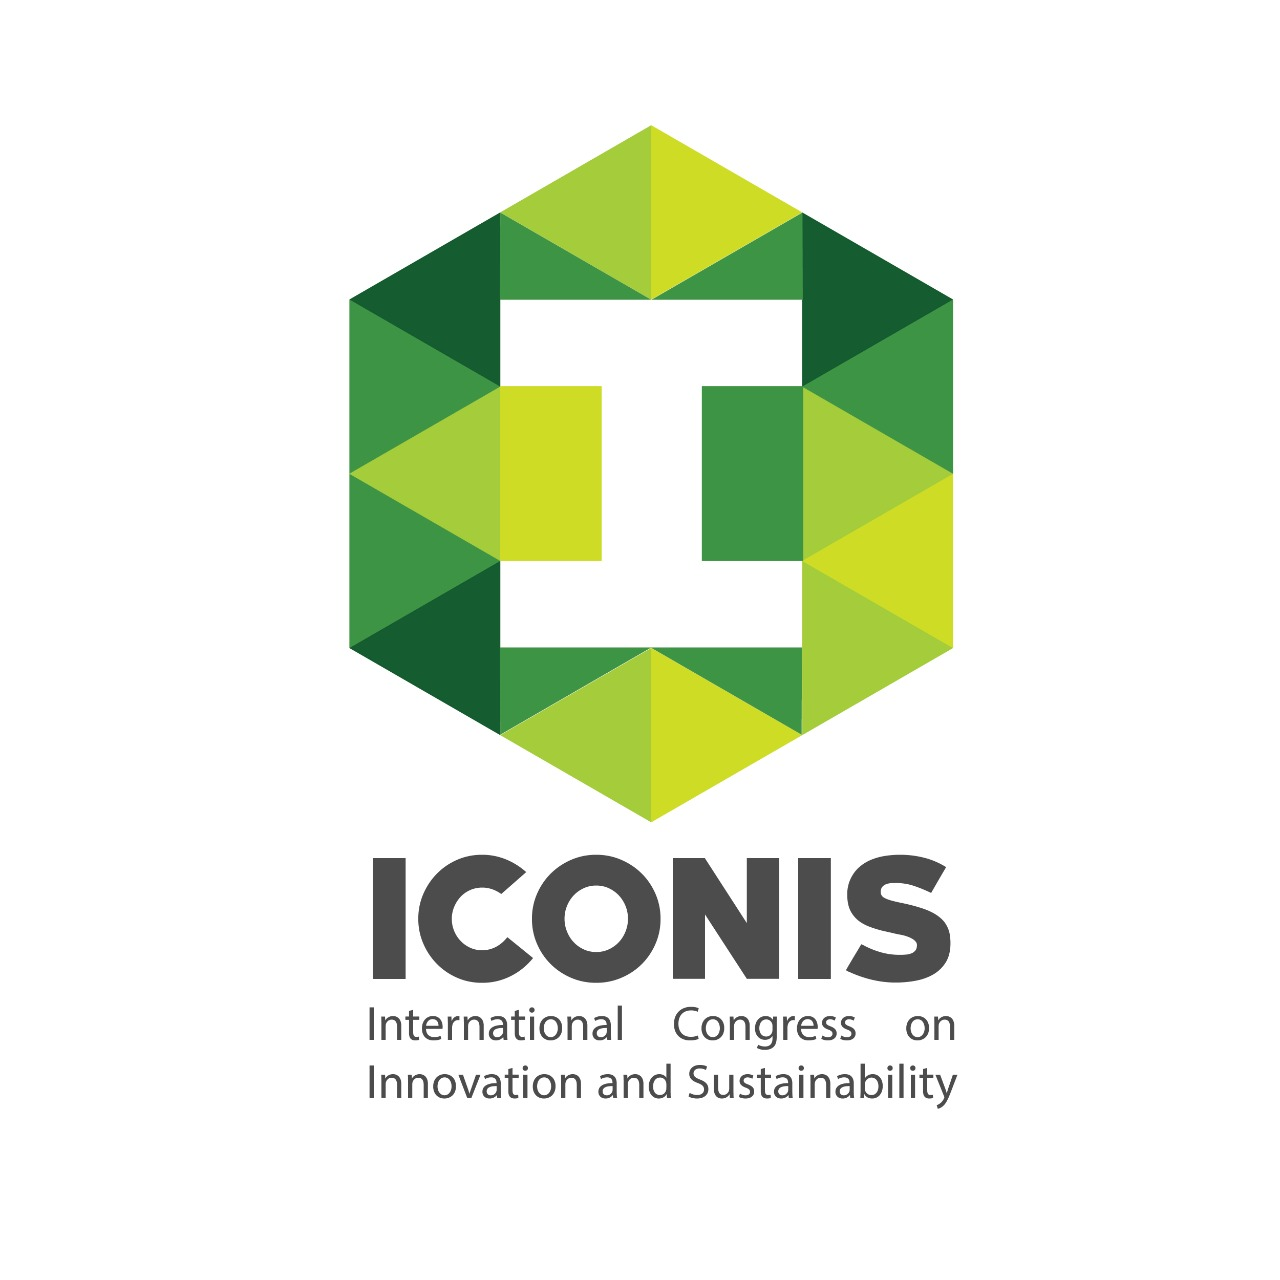 I
ICONIS
International Congress on
Innovation and Sustainability